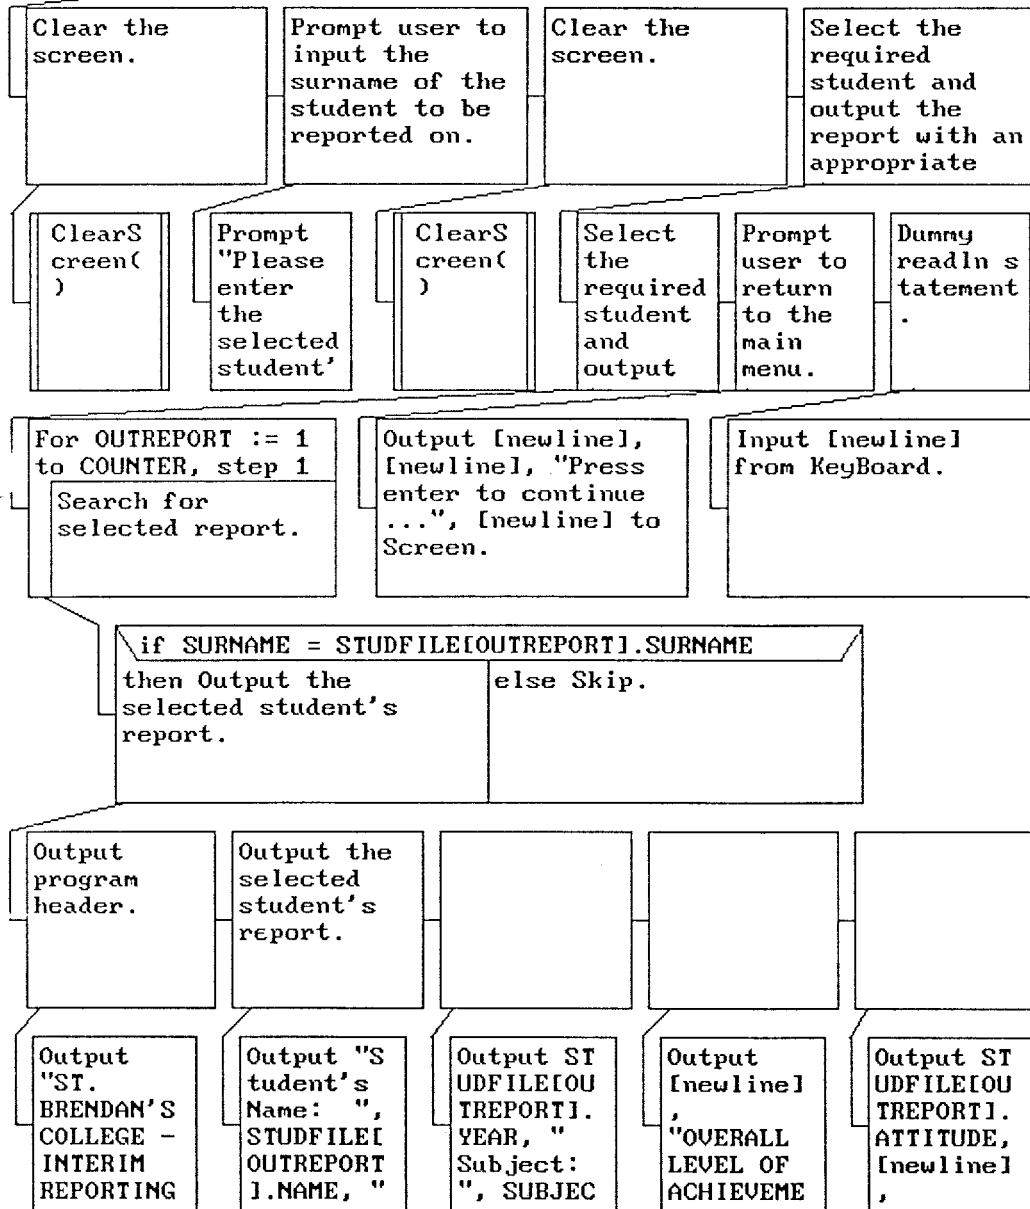 Clear the
screen.
Prompt user to
input the
surname of the
student to be
reported on.
Clear the
screen.
Select the
required
student and
output the
report with an
appropriate
ClearS
creen(
)
Prompt
"Please
enter
the
selected
student'
ClearS
creen(
)
Select
the
required
student
and
output
Prompt
user to
return
to the
main
menu.
Dummy
readln s
tatement
.
For OUTREPORT := 1
to COUNTER, step 1
Search for
selected report.
Output [newline],
[newline], "Press
enter to continue
...", [newline] to
Screen.
Input [newline]
from KeyBoard.
if SURNAME = STUDFILE[OUTREPORT].SURNAME
then Output the
selected student's
report.
else Skip.
Output
program
header.
Output the
selected
student's
report.
Output
"ST.
BRENDAN'S
COLLEGE -
INTERIM
REPORTING
Output "S
tudent's
Name:  ",
STUDFILE[
OUTREPORT
].NAME, "
Output ST
UDFILE[OU
TREPORT].
YEAR, "
Subject:
", SUBJEC
Output
[newline]
,
"OVERALL
LEVEL OF
ACHIEVEME
Output ST
UDFILE[OU
TREPORT].
ATTITUDE,
[newline]
,